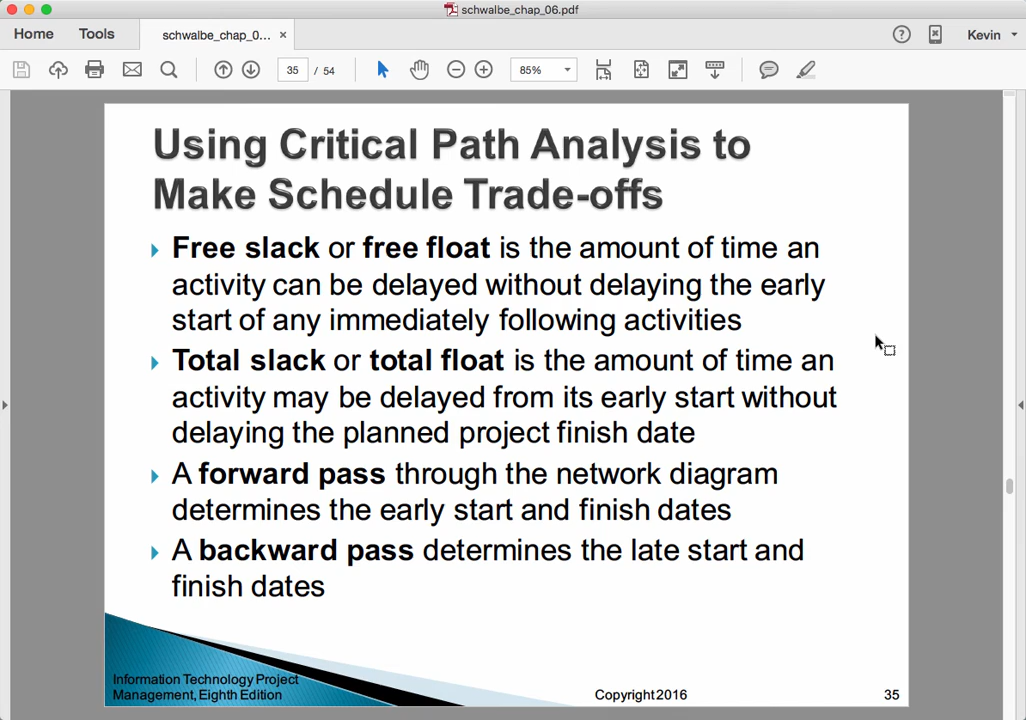 schwalbe_chap_06.pdf
Home Tools schwalbe_chap_0... × Kevin
35 / 54 85%
Using Critical Path Analysis to
Make Schedule Trade-offs
Free slack or free float is the amount of time an
activity can be delayed without delaying the early
start of any immediately following activities
Total slack or total float is the amount of time an
activity may be delayed from its early start without
delaying the planned project finish date
A forward pass through the network diagram
determines the early start and finish dates
A backward pass determines the late start and
finish dates
Information Technology Project
Management, Eighth Edition Copyright 2016 35